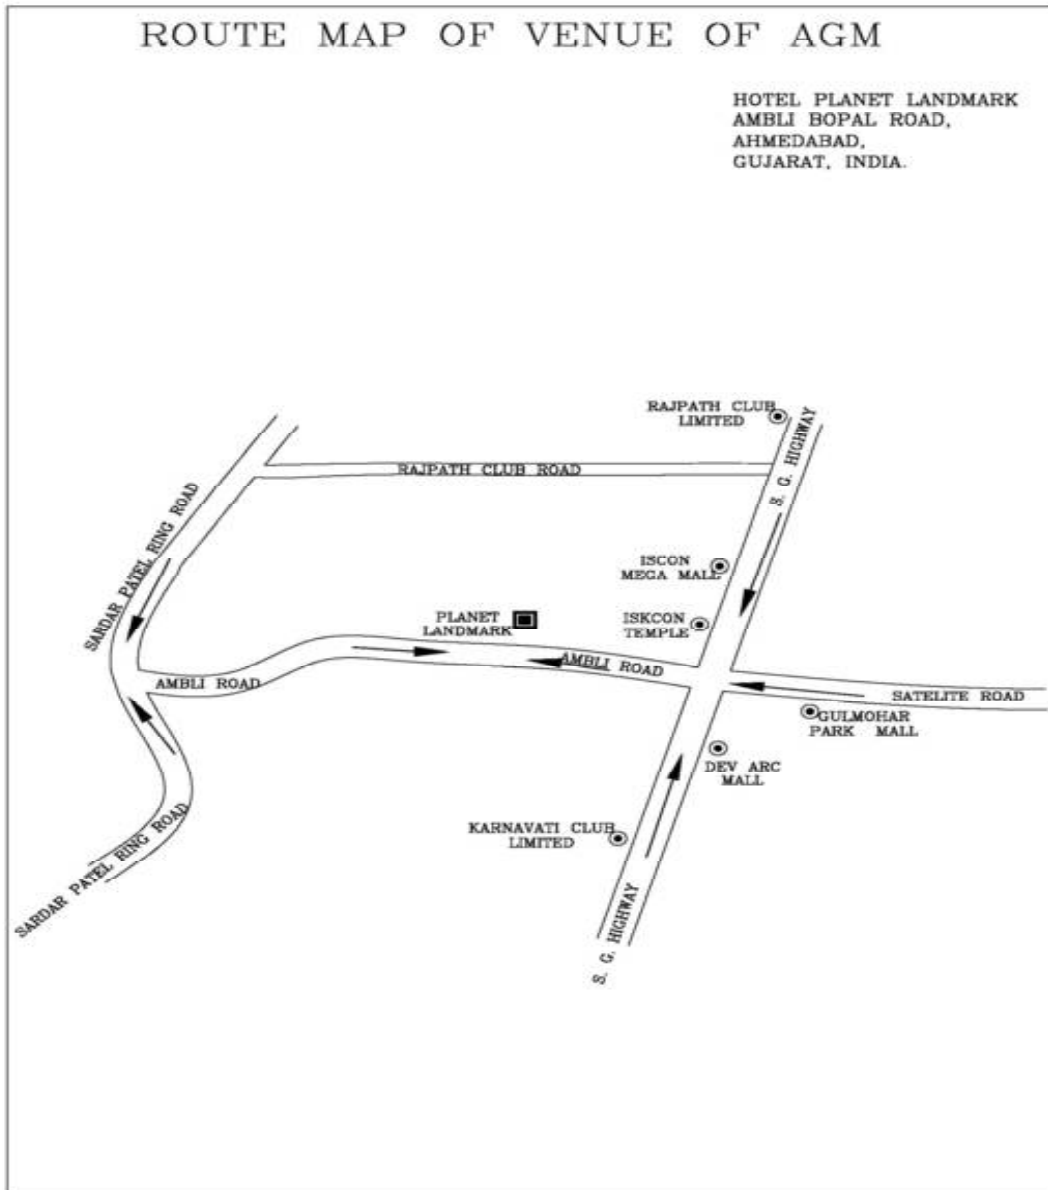 ROUTE MAP OF VENUE OF AGM
HOTEL PLANET LANDMARK
AMBLI BOPAL ROAD,
AHMEDABAD,
GUJARAT, INDIA.
RAJPATH CLUB
LIMITED
S. G. HIGHWAY
RAJPATH CLUB ROAD
SARDAR PATEL RING ROAD
ISCON
MEGA MALL
PLANET
LANDMARK
ISKCON
TEMPLE
AMBLI ROAD
AMBLI ROAD
SATELITE ROAD
GULMOHAR
PARK MALL
DEV ARC
MALL
KARNAVATI CLUB
LIMITED
SARDAR PATEL RING ROAD
S. G. HIGHWAY